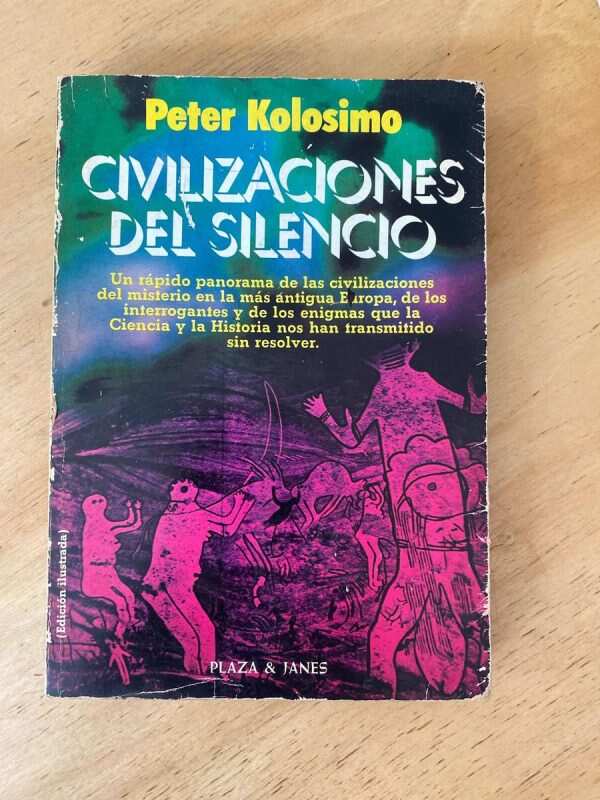 Peter Kolosimo
CIVILIZACIONES
DEL SILENCIO
Un rápido panorama de las civilizaciones
del misterio en la más antigua Europa, de los
interrogantes y de los enigmas que la
Ciencia y la Historia nos han transmitido
sin resolver.
(Edición ilustrada)
PLAZA & JANES